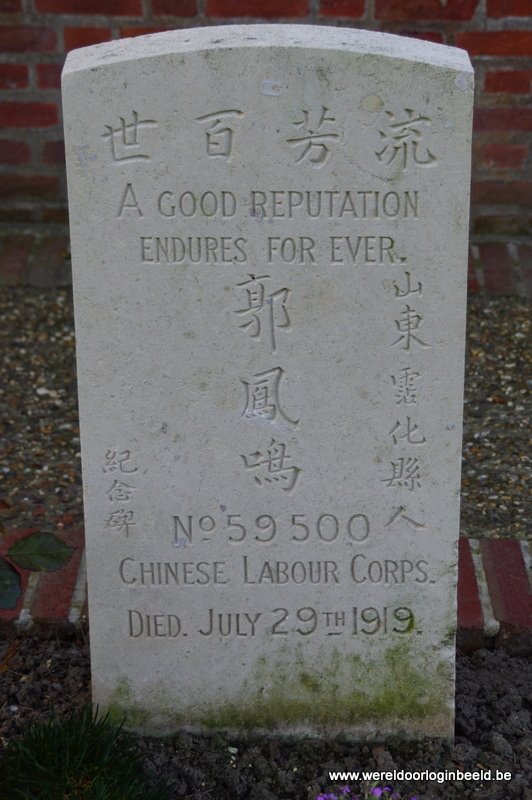 流芳百世
A GOOD REPUTATION
ENDURES FOR EVER.
山東霑化縣人
郭鳳鳴
紀念碑
No 59500
CHINESE LABOUR CORPS.
DIED. JULY 29TH 1919.
www.wereldoorloginbeeld.be